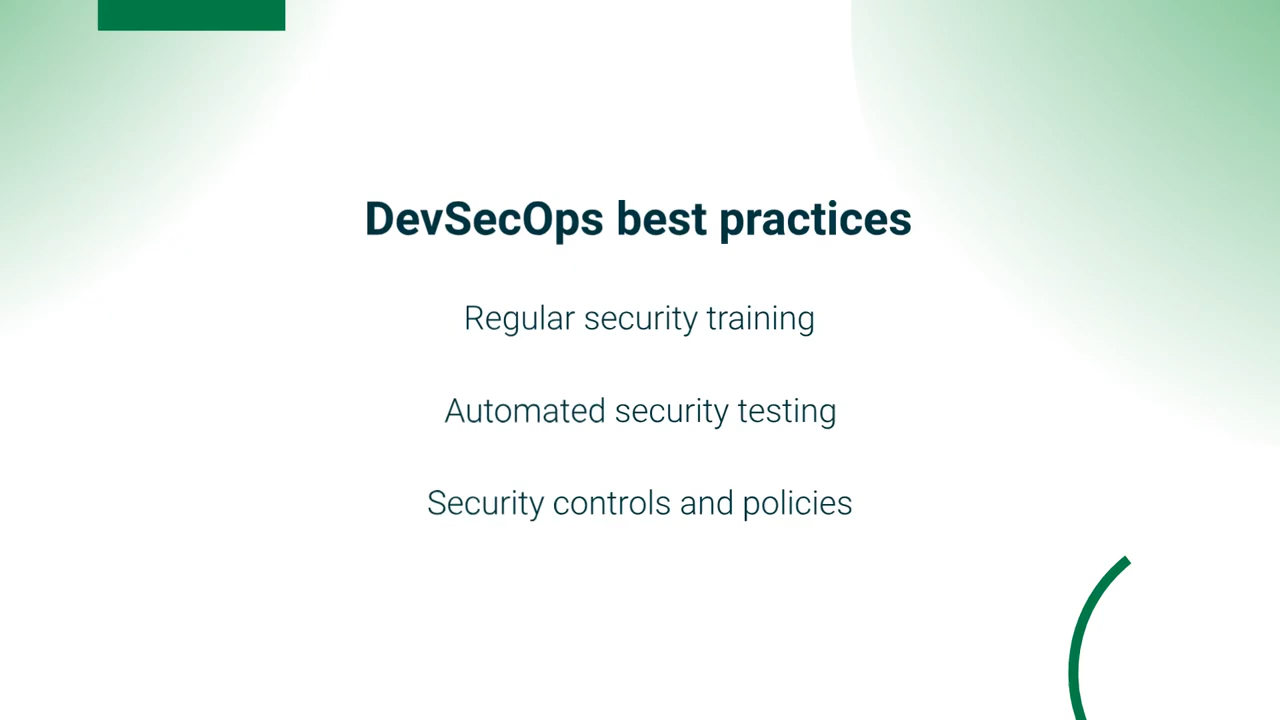 DevSecOps best practices
Regular security training
Automated security testing
Security controls and policies